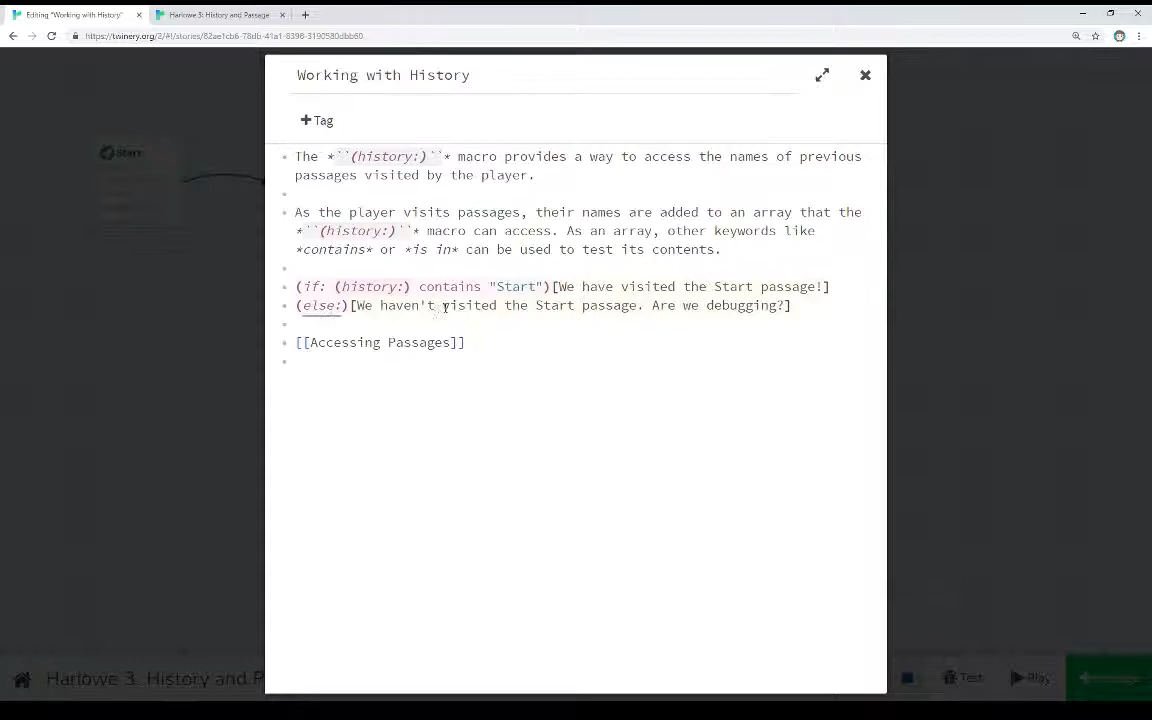 Editing "Working with History"
Harlowe 3: History and Passage
https://twinery.org/2/#!/stories/82ae1cb6-78db-41a1-8398-3190580dbb60
Working with History
Tag
The *``(history:)``* macro provides a way to access the names of previous
passages visited by the player.
As the player visits passages, their names are added to an array that the
*``(history:)``* macro can access. As an array, other keywords like
*contains* or *is in* can be used to test its contents.
(if: (history:) contains "Start")[We have visited the Start passage!]
(else:)[We haven't visited the Start passage. Are we debugging?]
[[Accessing Passages]]
Start
Harlowe 3: History and P
Test
Play